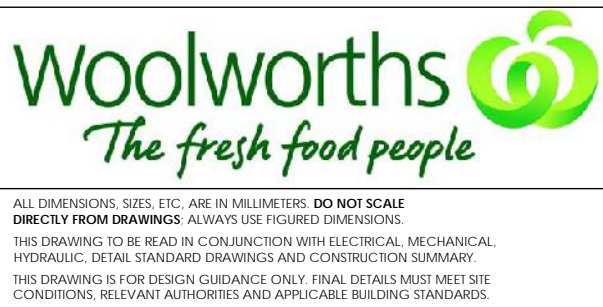 Woolworths
The fresh food people
ALL DIMENSIONS, SIZES, ETC, ARE IN MILLIMETERS. DO NOT SCALE
DIRECTLY FROM DRAWINGS; ALWAYS USE FIGURED DIMENSIONS.
THIS DRAWING TO BE READ IN CONJUNCTION WITH ELECTRICAL, MECHANICAL,
HYDRAULIC, DETAIL STANDARD DRAWINGS AND CONSTRUCTION SUMMARY.
THIS DRAWING IS FOR DESIGN GUIDANCE ONLY. FINAL DETAILS MUST MEET SITE
CONDITIONS, RELEVANT AUTHORITIES AND APPLICABLE BUILDING STANDARDS.